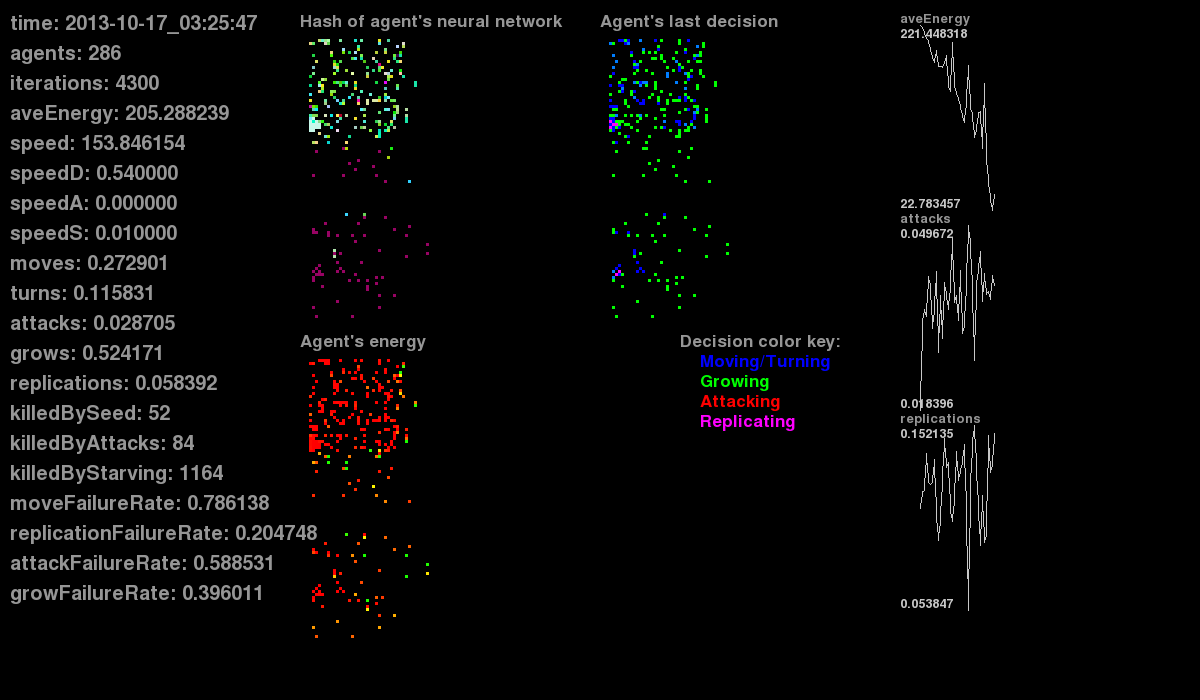 time: 2013-10-17_03:25:47
agents: 286
iterations: 4300
aveEnergy: 205.288239
speed: 153.846154
speedD: 0.540000
speedA: 0.000000
speedS: 0.010000
moves: 0.272901
turns: 0.115831
attacks: 0.028705
grows: 0.524171
replications: 0.058392
killedBySeed: 52
killedByAttacks: 84
killedByStarving: 1164
moveFailureRate: 0.786138
replicationFailureRate: 0.204748
attackFailureRate: 0.588531
growFailureRate: 0.396011
Hash of agent's neural network
Agent's last decision
Agent's energy
Decision color key:
Moving/Turning
Growing
Attacking
Replicating
aveEnergy
221.448318
22.783457
attacks
0.049672
0.018396
replications
0.152135
0.053847